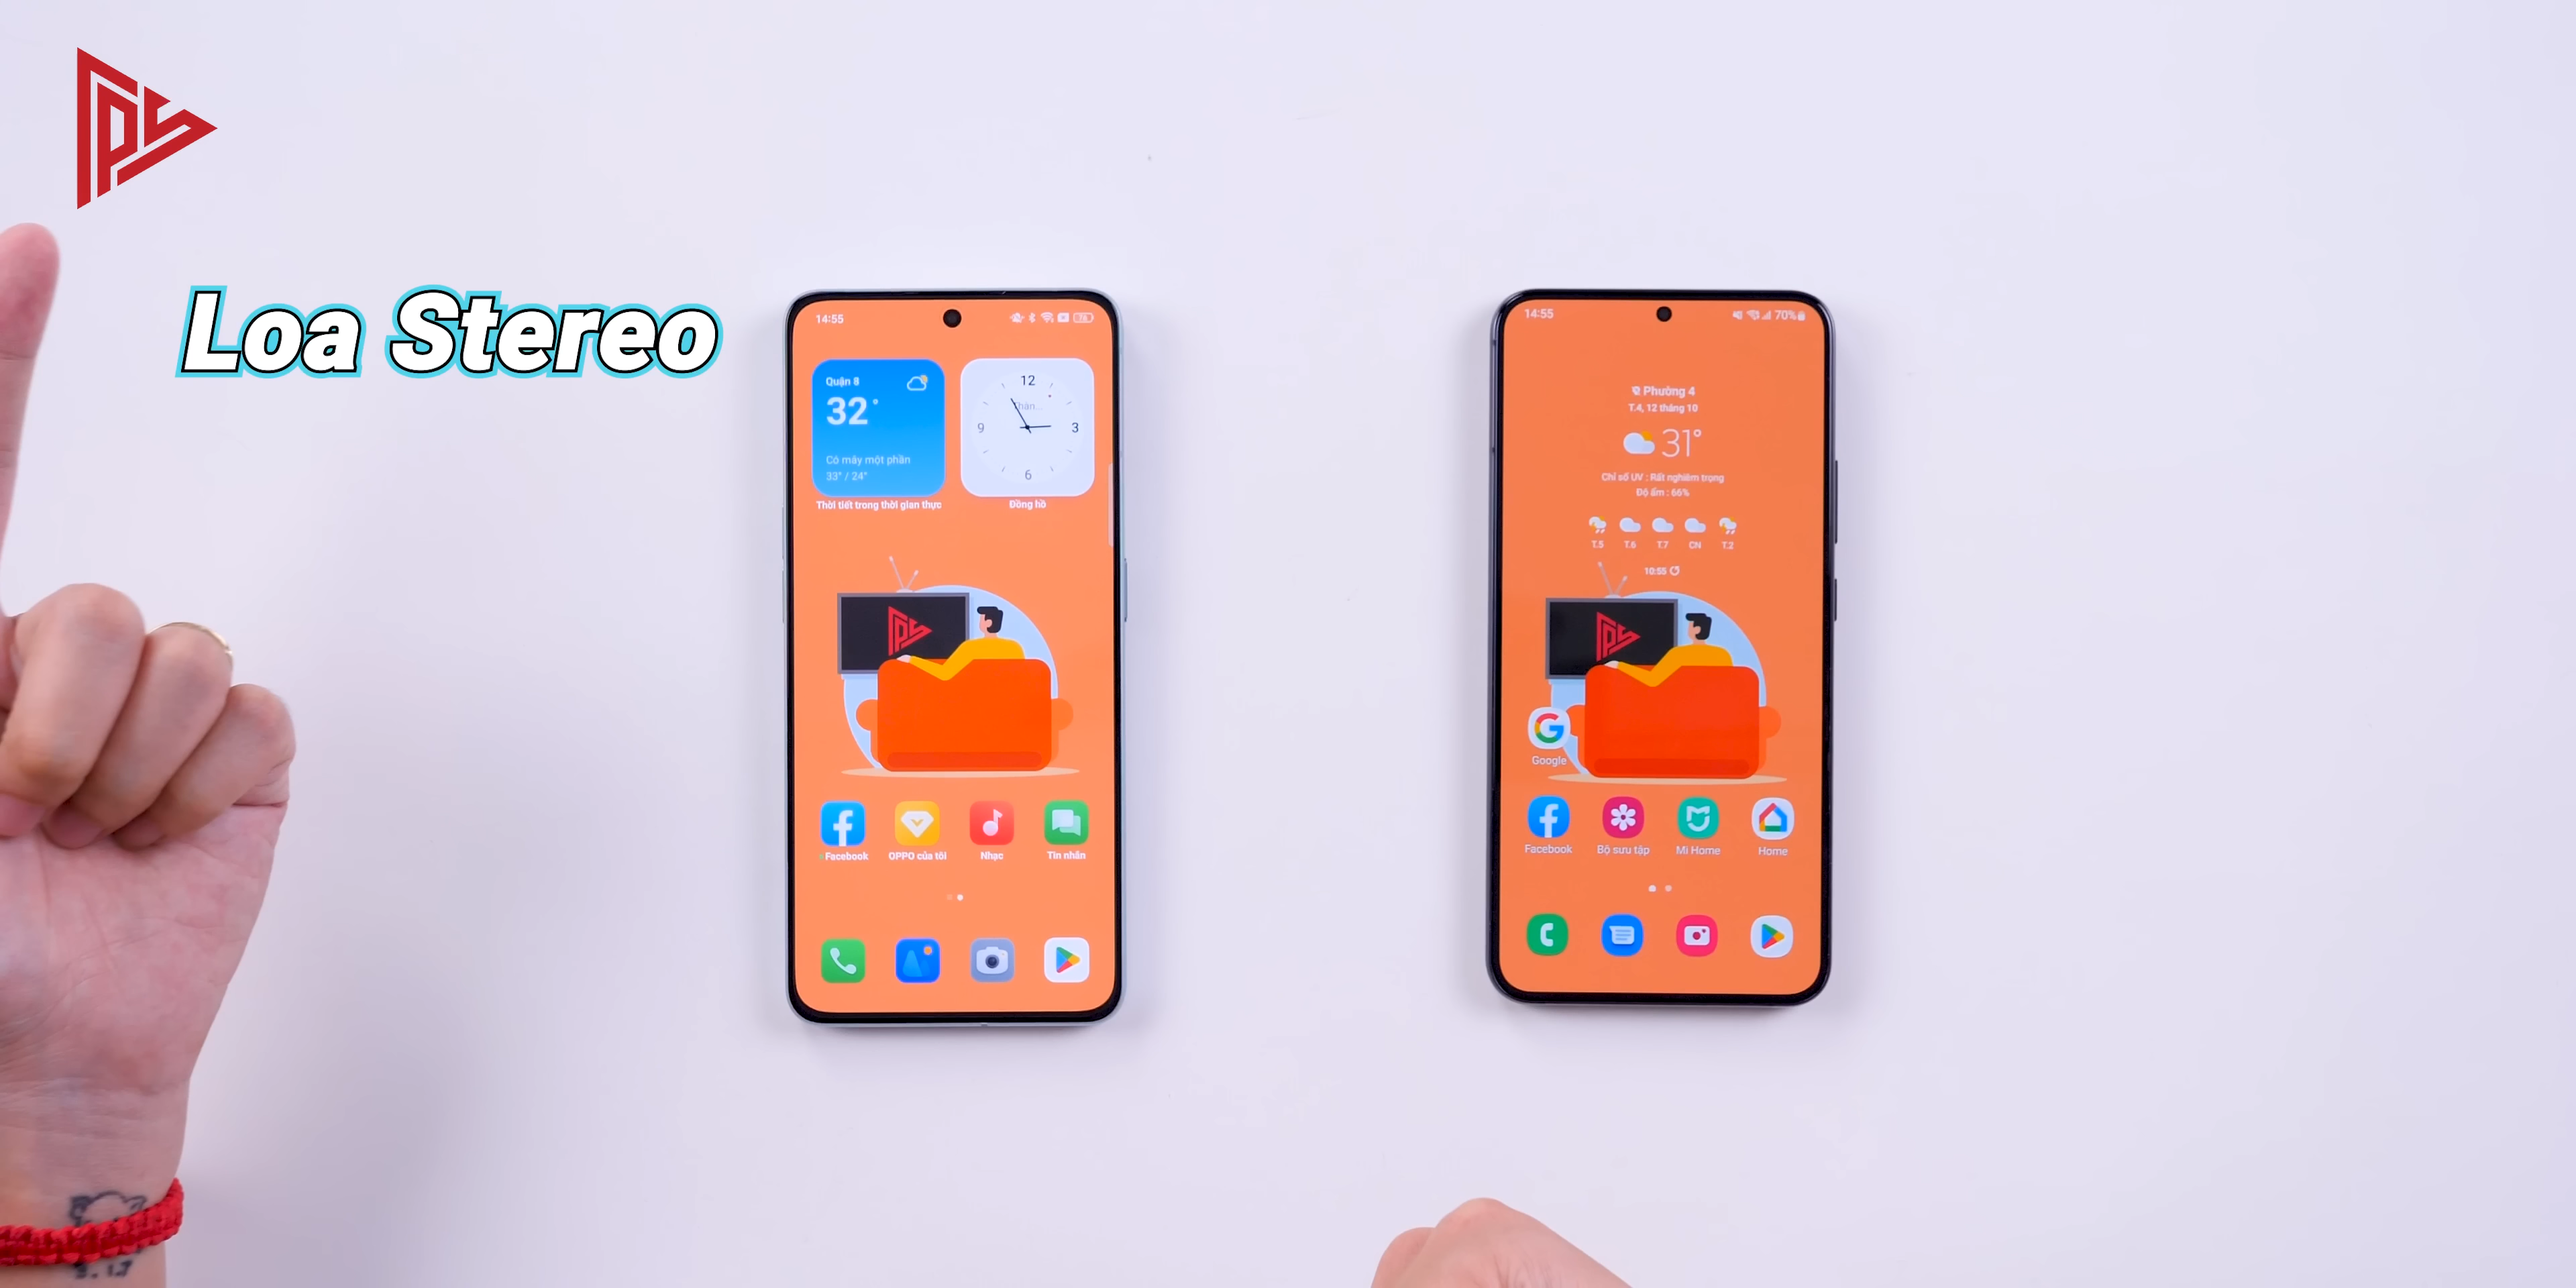 Loa Stereo
14:55
Quận 8
32°
Có mây một phần
33° / 24°
Thời tiết trong thời gian thực
12
3
6
9
Đồng hồ
Facebook
OPPO của tôi
Nhạc
Tin nhắn
14:55
70%
Phường 4
T.4, 12 tháng 10
31°
Chỉ số UV : Rất nghiêm trọng
Độ ẩm : 66%
T.5 T.6 T.7 CN T.2
10:55
Google
Facebook
Bộ sưu tập
Mi Home
Home